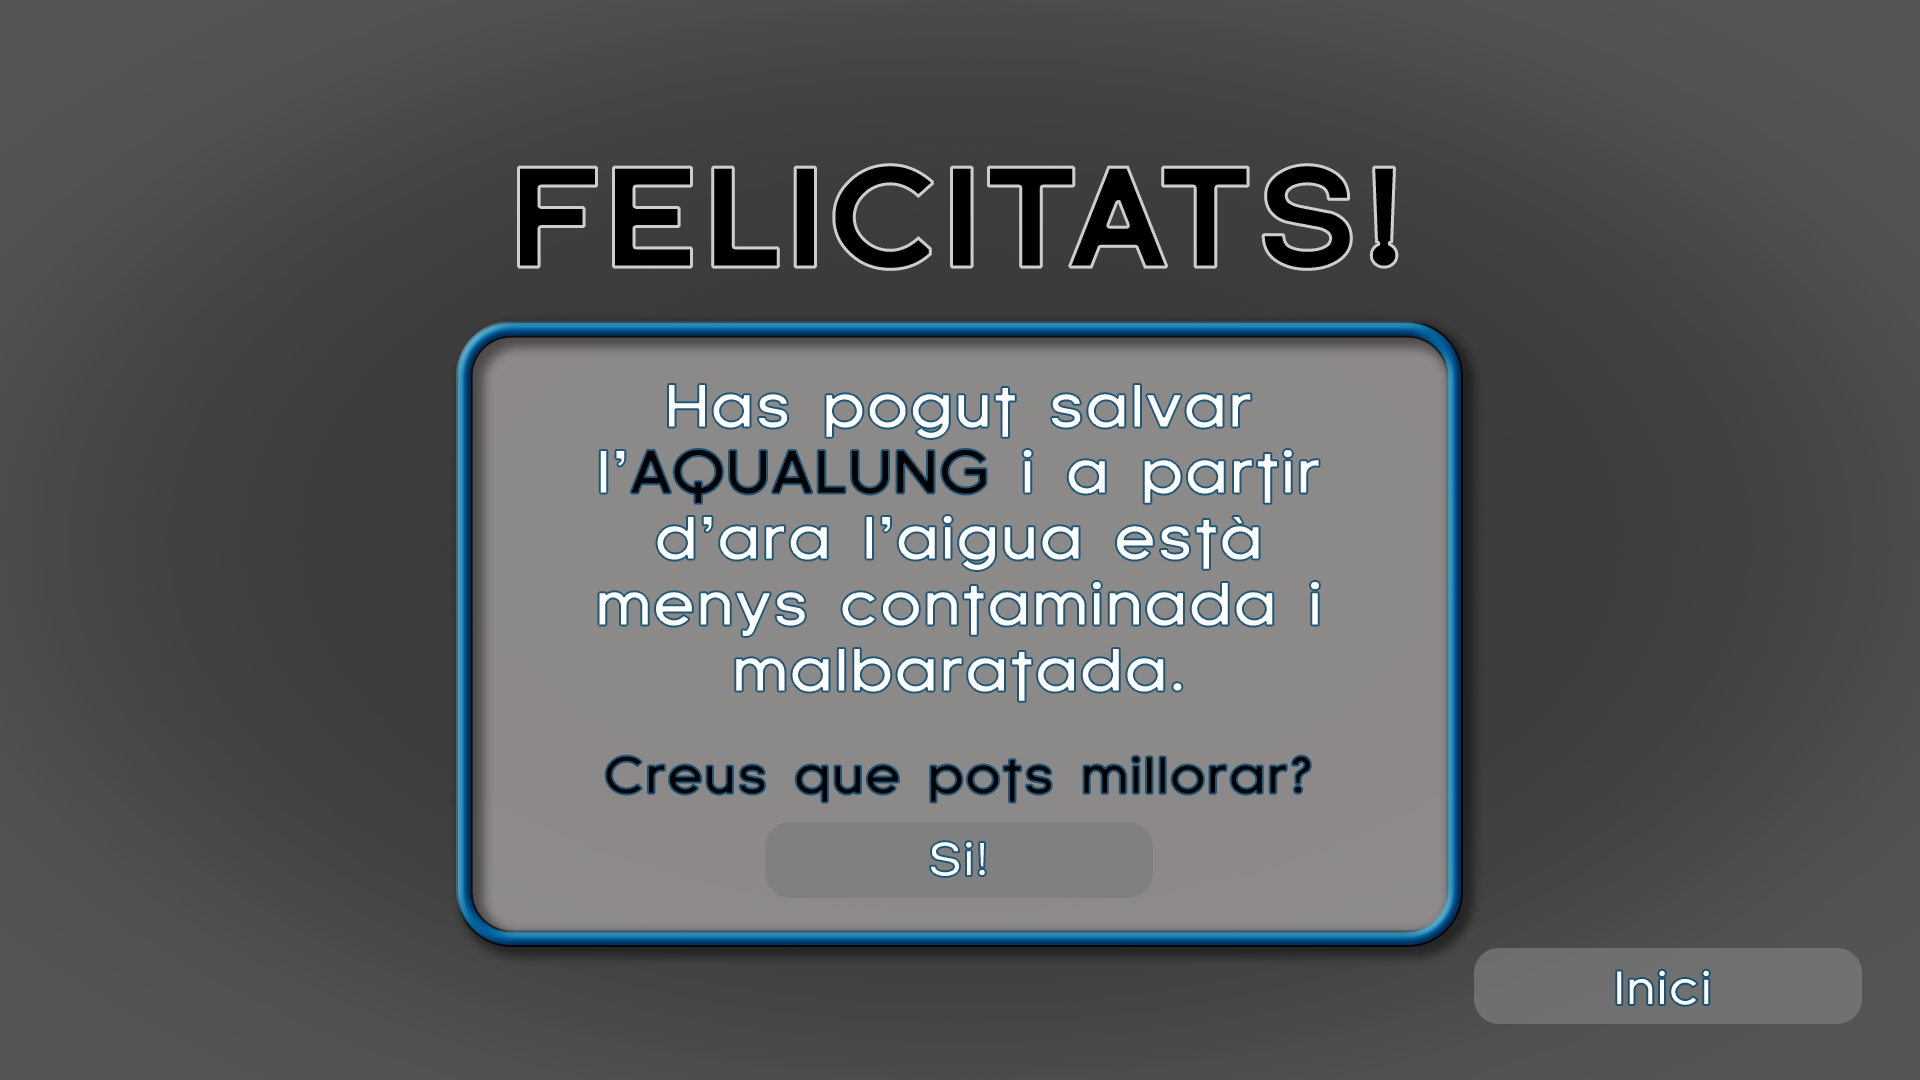 FELICITATS!
Has pogut salvar
l’AQUALUNG i a partir
d’ara l’aigua està
menys contaminada i
malbaratada.
Creus que pots millorar?
Si!
Inici